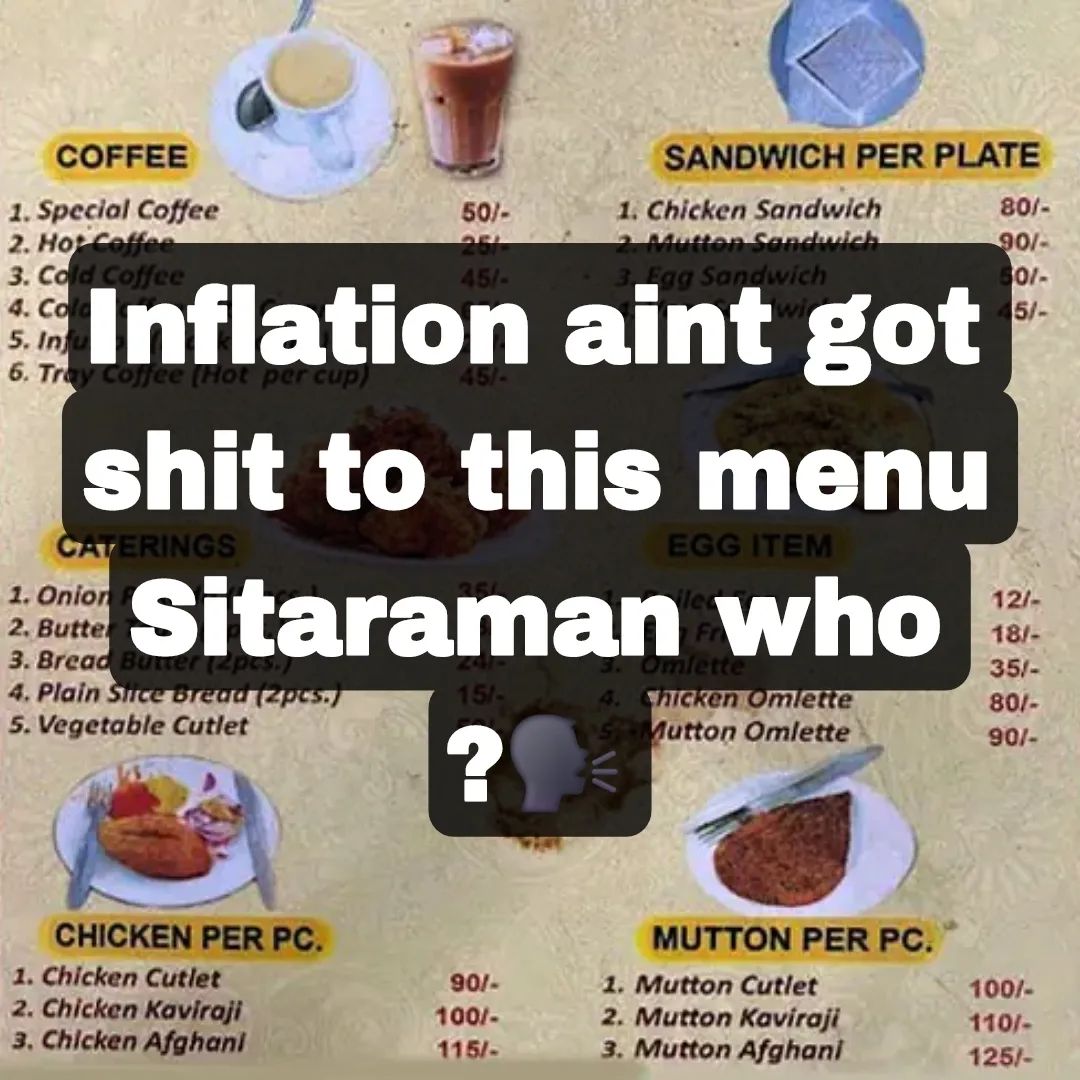 COFFEE
1. Special Coffee 50/-
2. Hot Coffee 25/-
3. Cold Coffee 45/-
4. Cold
5.
6. Tray Coffee (Hot per cup) 45/-
SANDWICH PER PLATE
1. Chicken Sandwich 80/-
2. Mutton Sandwich 90/-
3. Egg Sandwich 50/-
45/-
Inflation aint got
shit to this menu
Sitaraman who
?🗣
CATERINGS
1. Onion 35/-
2. Butter
3. Bread Butter (2pcs.) 24/-
4. Plain Slice Bread (2pcs.) 15/-
5. Vegetable Cutlet
EGG ITEM
12/-
18/-
3. Omlette 35/-
4. Chicken Omlette 80/-
5. Mutton Omlette 90/-
CHICKEN PER PC.
1. Chicken Cutlet 90/-
2. Chicken Kaviraji 100/-
3. Chicken Afghani 115/-
MUTTON PER PC.
1. Mutton Cutlet 100/-
2. Mutton Kaviraji 110/-
3. Mutton Afghani 125/-